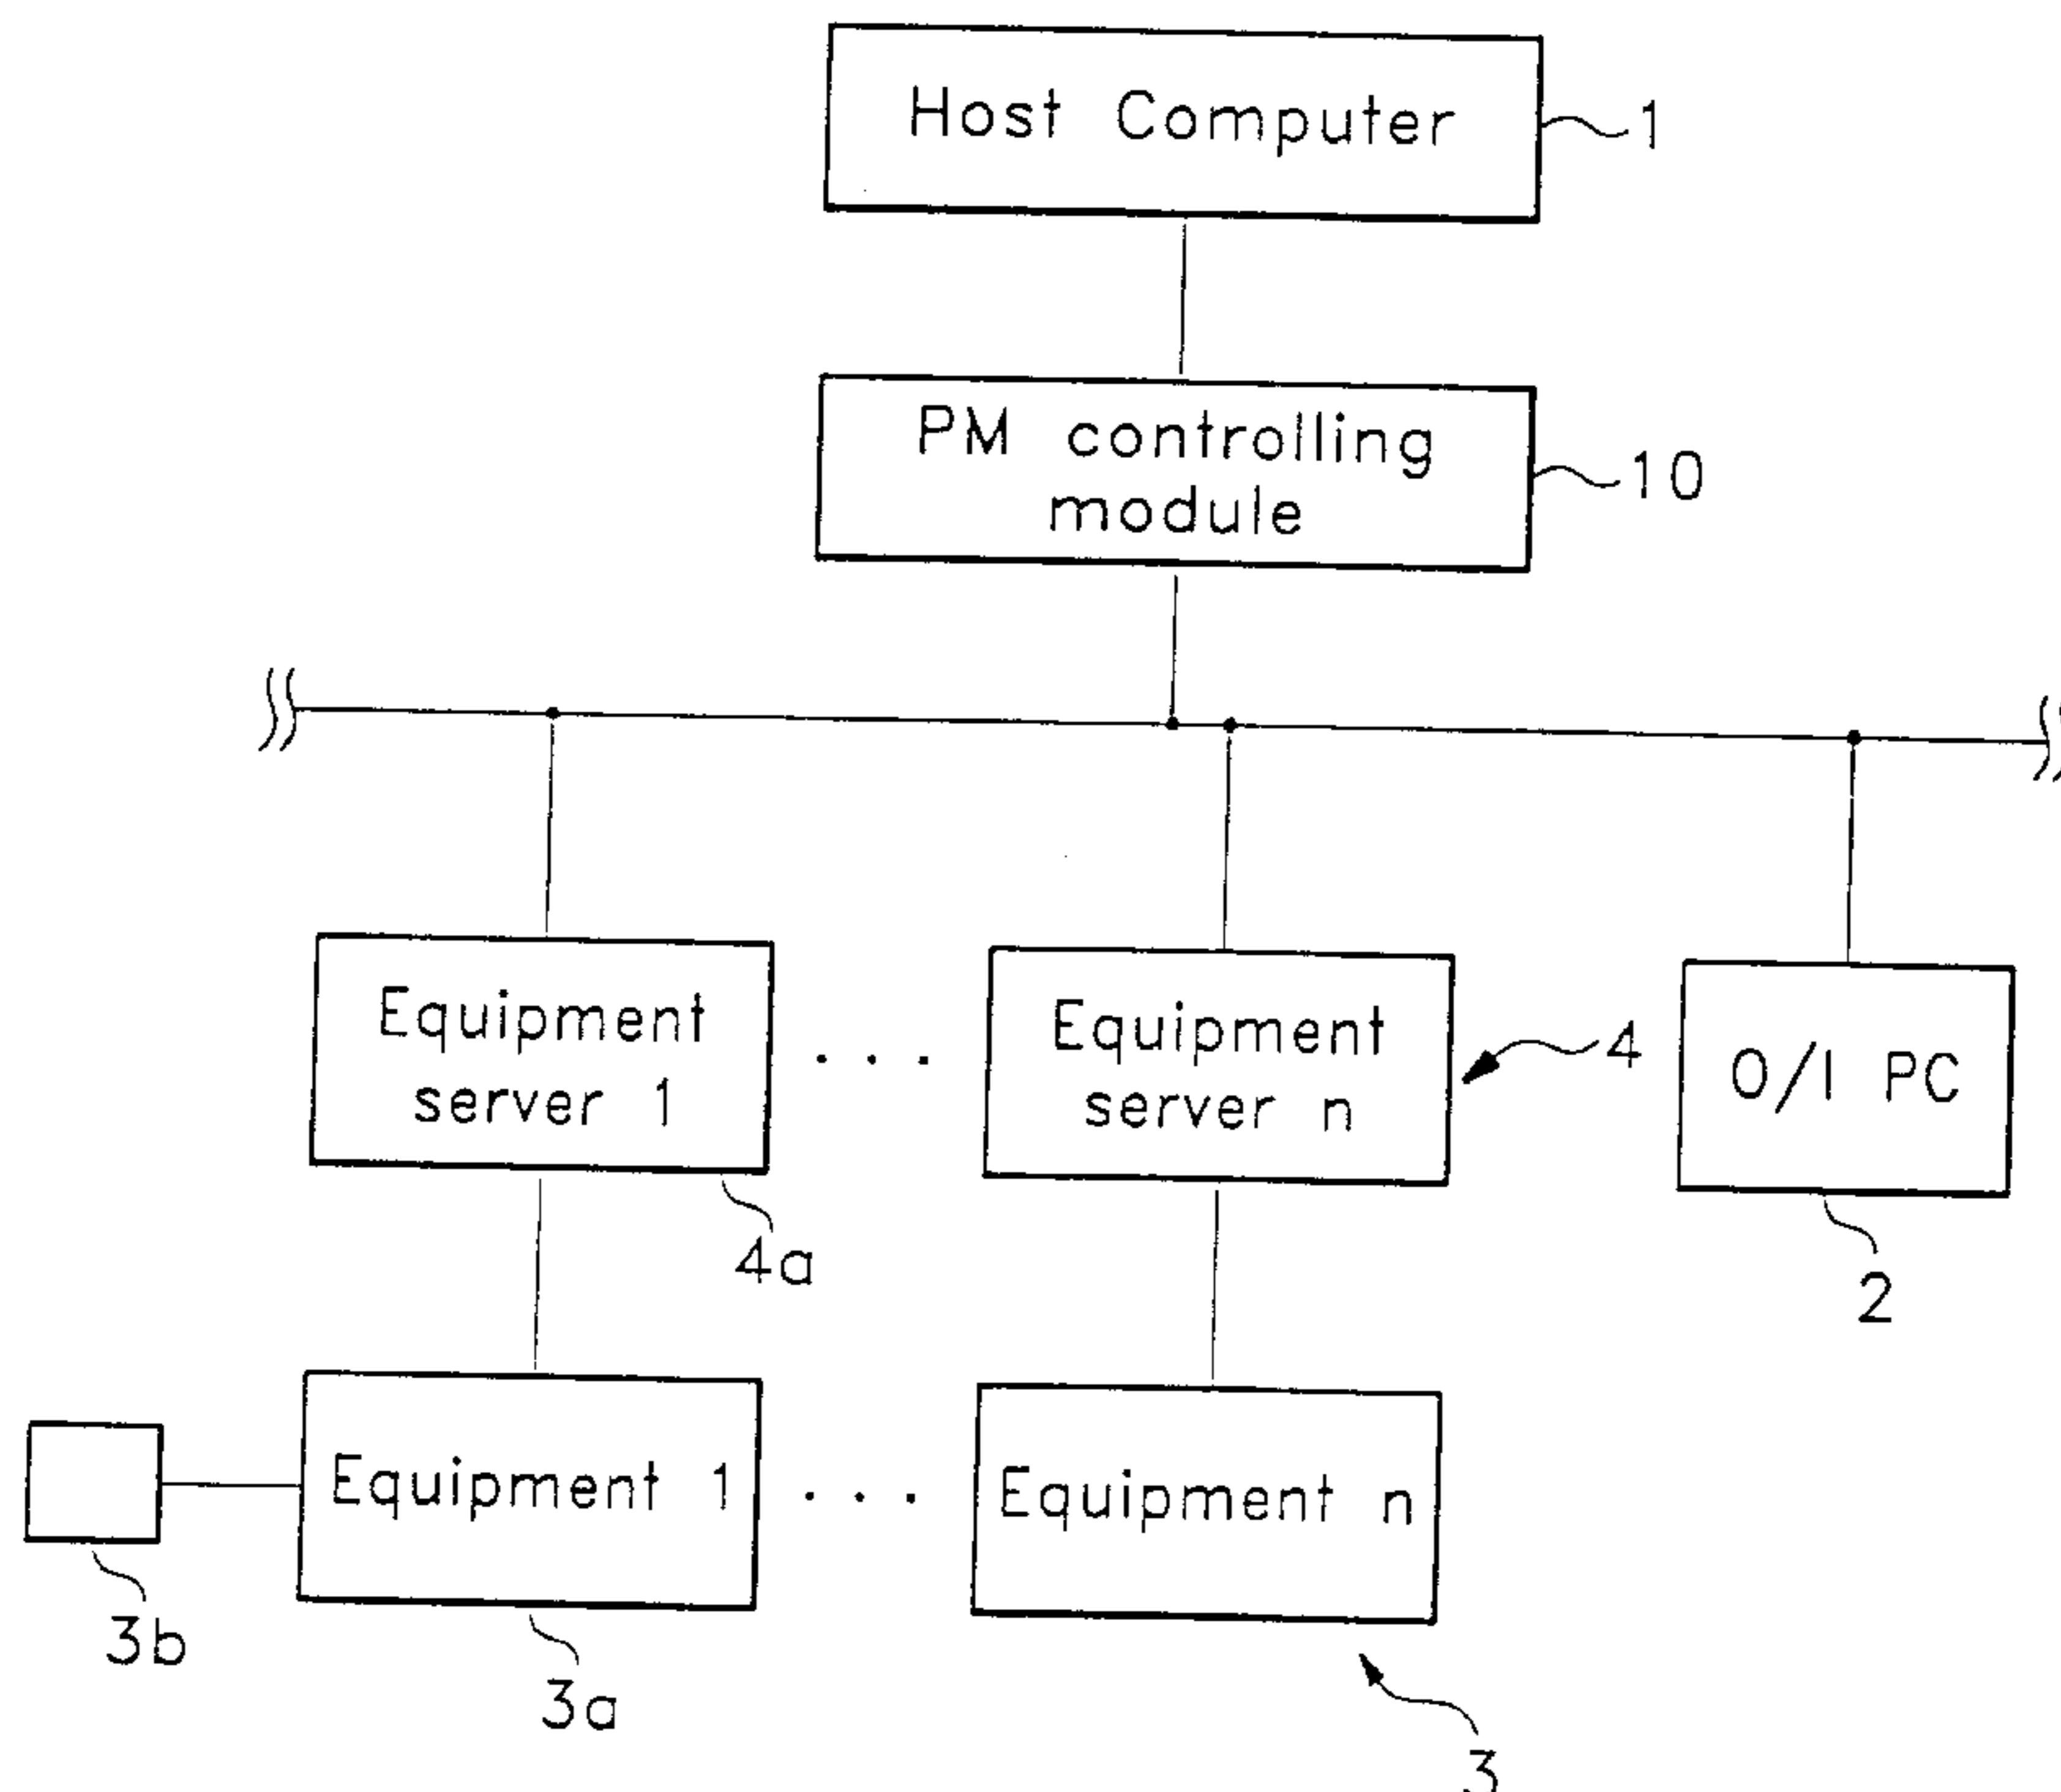 Host Computer
1
PM controlling
module
10
Equipment
server 1
. . .
Equipment
server n
4
O/I PC
4a
2
Equipment 1
. . .
Equipment n
3b
3a
3